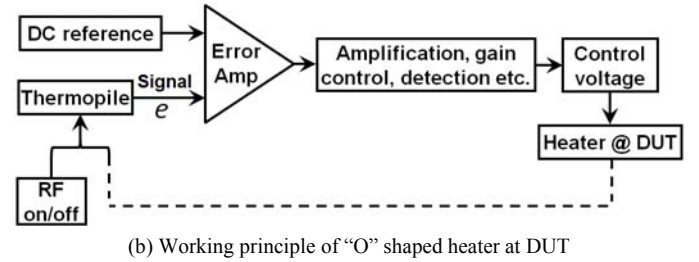 DC reference
Error
Amp
Amplification, gain
control, detection etc.
Control
voltage
Thermopile
Signal
e
Heater @ DUT
RF
on/off
(b) Working principle of “O” shaped heater at DUT